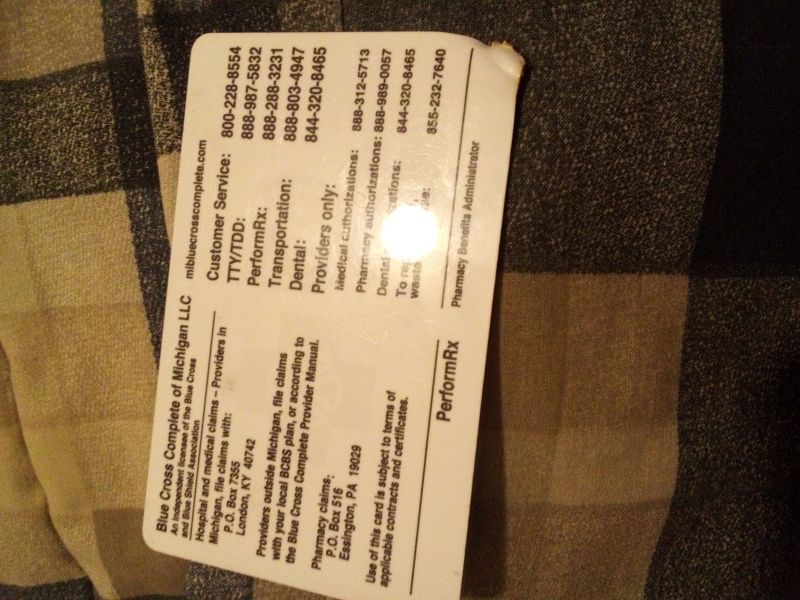 Blue Cross Complete of Michigan LLC
An independent licensee of the Blue Cross
and Blue Shield Association
mibluecrosscomplete.com
Hospital and medical claims – Providers in
Michigan, file claims with:
P.O. Box 7355
London, KY 40742
Providers outside Michigan, file claims
with your local BCBS plan, or according to
the Blue Cross Complete Provider Manual.
Pharmacy claims:
P.O. Box 516
Essington, PA 19029
Use of this card is subject to terms of
applicable contracts and certificates.
Customer Service: 800-228-8554
TTY/TDD: 888-987-5832
PerformRx: 888-288-3231
Transportation: 888-803-4947
Dental: 844-320-8465
Providers only:
Medical authorizations: 888-312-5713
Pharmacy authorizations: 888-989-0057
Dental 844-320-8465
To
855-232-7640
PerformRx
Pharmacy Benefits Administrator